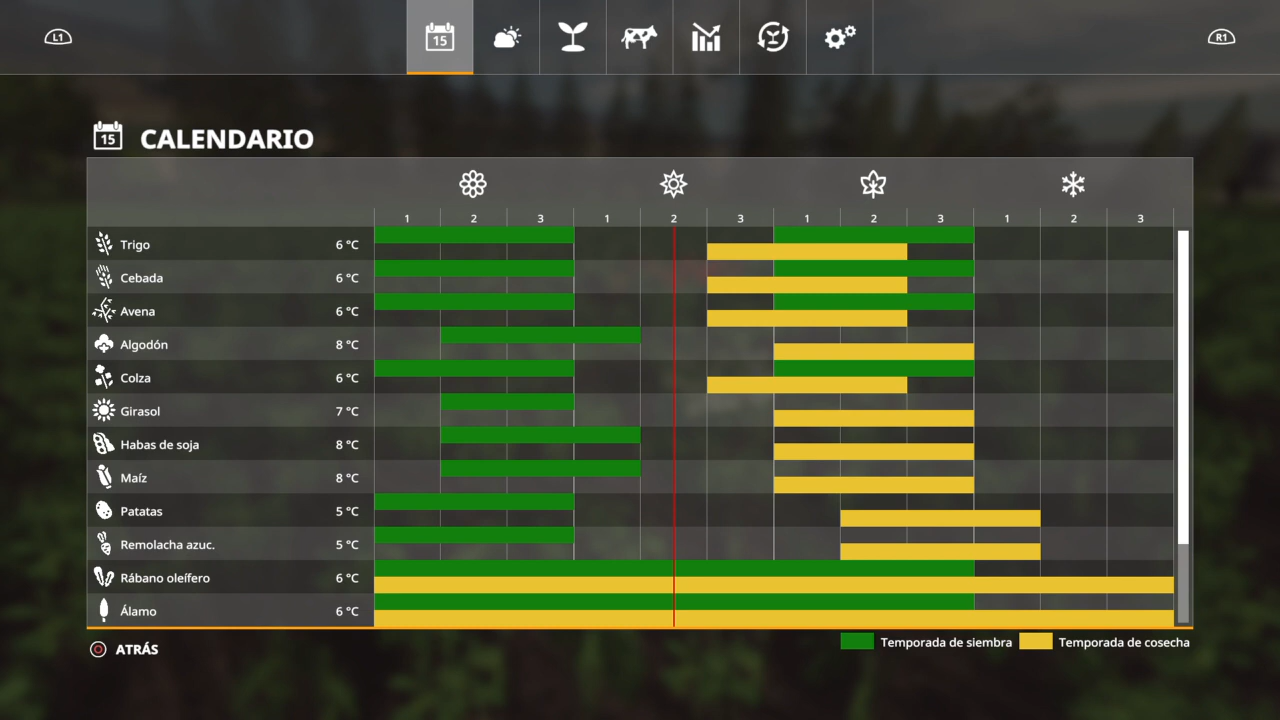 L1
15
R1
15 CALENDARIO
1 2 3 1 2 3 1 2 3 1 2 3
Trigo 6 °C
Cebada 6 °C
Avena 6 °C
Algodón 8 °C
Colza 6 °C
Girasol 7 °C
Habas de soja 8 °C
Maíz 8 °C
Patatas 5 °C
Remolacha azuc. 5 °C
Rábano oleífero 6 °C
Álamo 6 °C
ATRÁS
Temporada de siembra
Temporada de cosecha